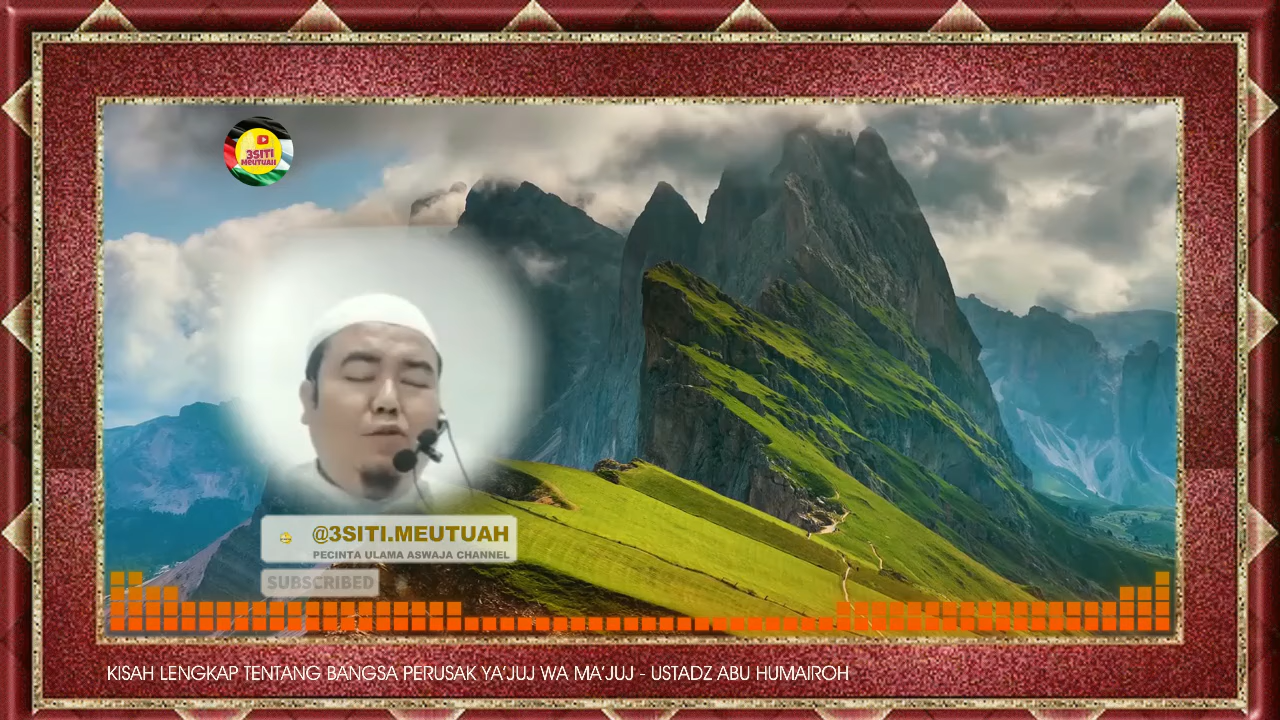 3SITI
MEUTUAH
@3SITI.MEUTUAH
PECINTA ULAMA ASWAJA CHANNEL
SUBSCRIBED
KISAH LENGKAP TENTANG BANGSA PERUSAK YA'JUJ WA MA'JUJ - USTADZ ABU HUMAIROH